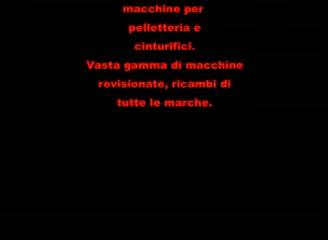 macchine per
pelletteria e
cinturifici.
Vasta gamma di macchine
revisionate, ricambi di
tutte le marche.